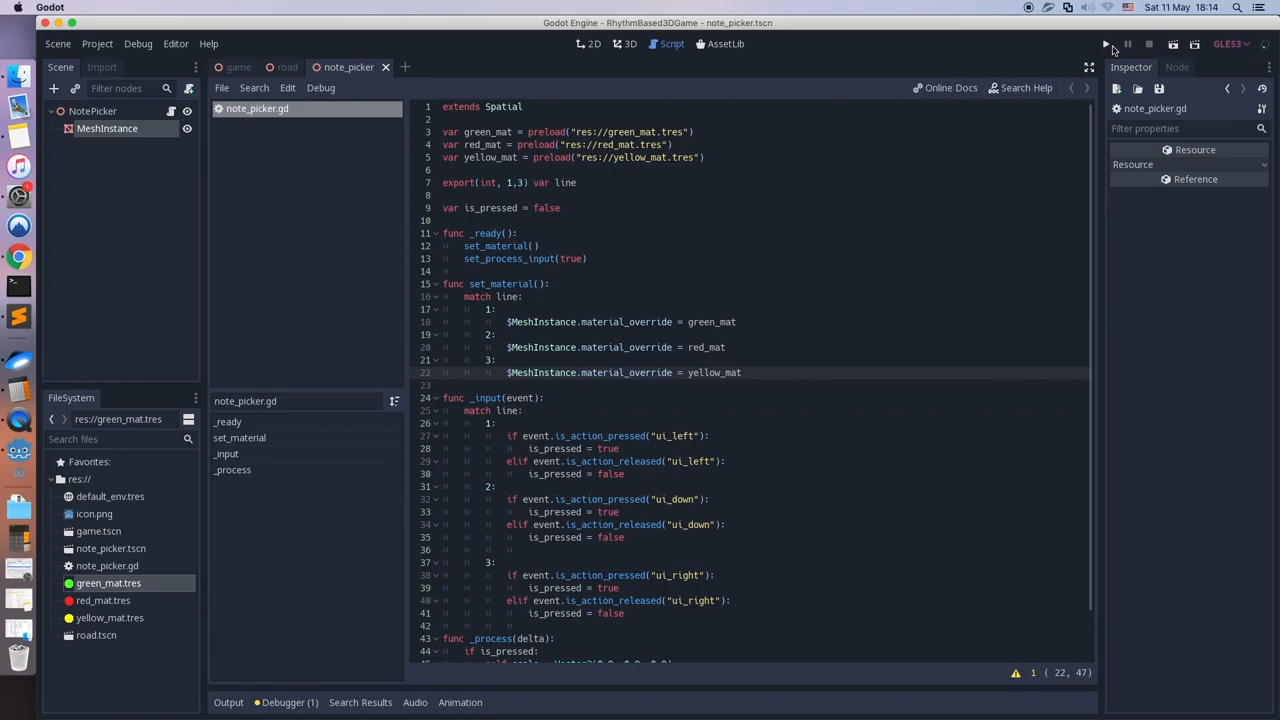 Godot
Sat 11 May 18:14
Godot Engine - RhythmBased3DGame - note_picker.tscn
Scene Project Debug Editor Help
2D 3D Script AssetLib
GLES3
Scene Import
game road note_picker
Inspector Node
Filter nodes
File Search Edit Debug
Online Docs Search Help
NotePicker
MeshInstance
note_picker.gd
note_picker.gd
Filter properties
Resource
Resource
Reference
1 extends Spatial
2
3 var green_mat = preload("res://green_mat.tres")
4 var red_mat = preload("res://red_mat.tres")
5 var yellow_mat = preload("res://yellow_mat.tres")
6
7 export(int, 1,3) var line
8
9 var is_pressed = false
10
11 func _ready():
12 set_material()
13 set_process_input(true)
14
15 func set_material():
16 match line:
17 1:
18 $MeshInstance.material_override = green_mat
19 2:
20 $MeshInstance.material_override = red_mat
21 3:
22 $MeshInstance.material_override = yellow_mat
23
24 func _input(event):
25 match line:
26 1:
27 if event.is_action_pressed("ui_left"):
28 is_pressed = true
29 elif event.is_action_released("ui_left"):
30 is_pressed = false
31 2:
32 if event.is_action_pressed("ui_down"):
33 is_pressed = true
34 elif event.is_action_released("ui_down"):
35 is_pressed = false
36
37 3:
38 if event.is_action_pressed("ui_right"):
39 is_pressed = true
40 elif event.is_action_released("ui_right"):
41 is_pressed = false
42
43 func _process(delta):
44 if is_pressed:
note_picker.gd
_ready
set_material
_input
_process
FileSystem
res://green_mat.tres
Search files
Favorites:
res://
default_env.tres
icon.png
game.tscn
note_picker.tscn
note_picker.gd
green_mat.tres
red_mat.tres
yellow_mat.tres
road.tscn
1 ( 22, 47)
Output Debugger (1) Search Results Audio Animation